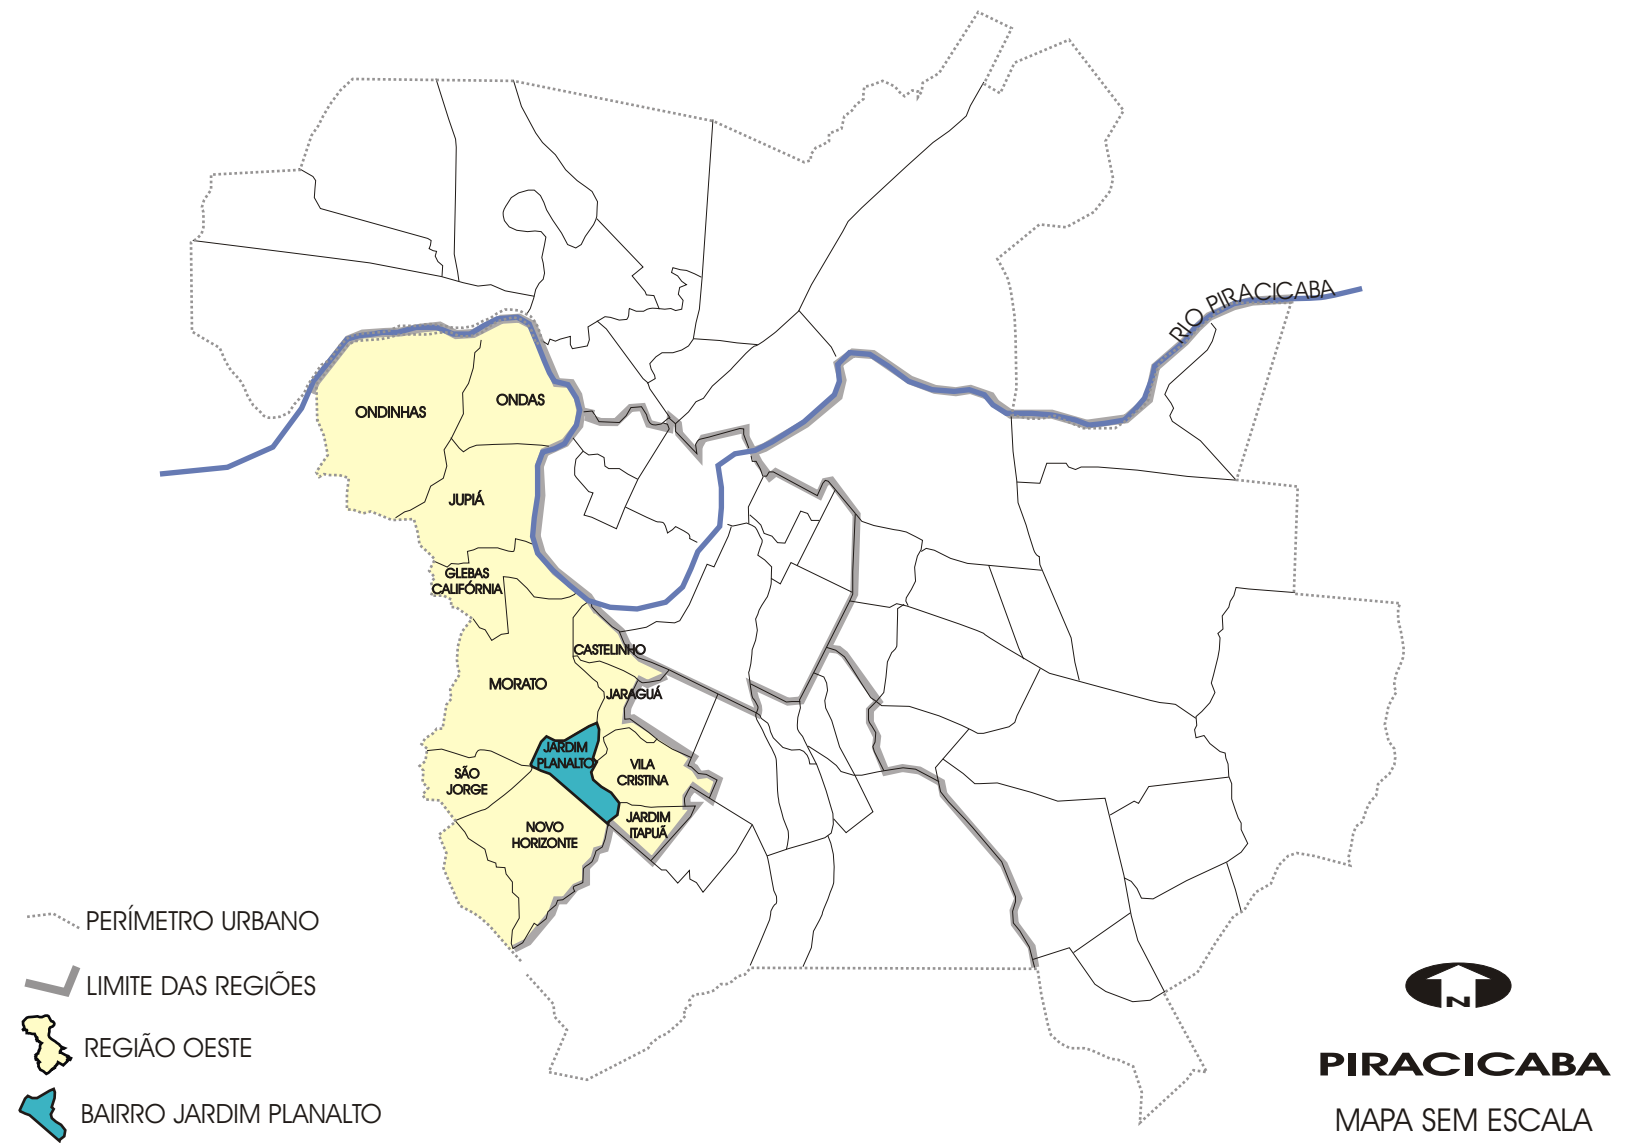 RIO PIRACICABA
ONDAS
ONDINHAS
JUPIÁ
GLEBAS
CALIFÓRNIA
CASTELINHO
MORATO
JARAGUÁ
JARDIM
PLANALTO
VILA
CRISTINA
SÃO
JORGE
JARDIM
ITAPUÃ
NOVO
HORIZONTE
PERÍMETRO URBANO
LIMITE DAS REGIÕES
REGIÃO OESTE
BAIRRO JARDIM PLANALTO
N
PIRACICABA
MAPA SEM ESCALA